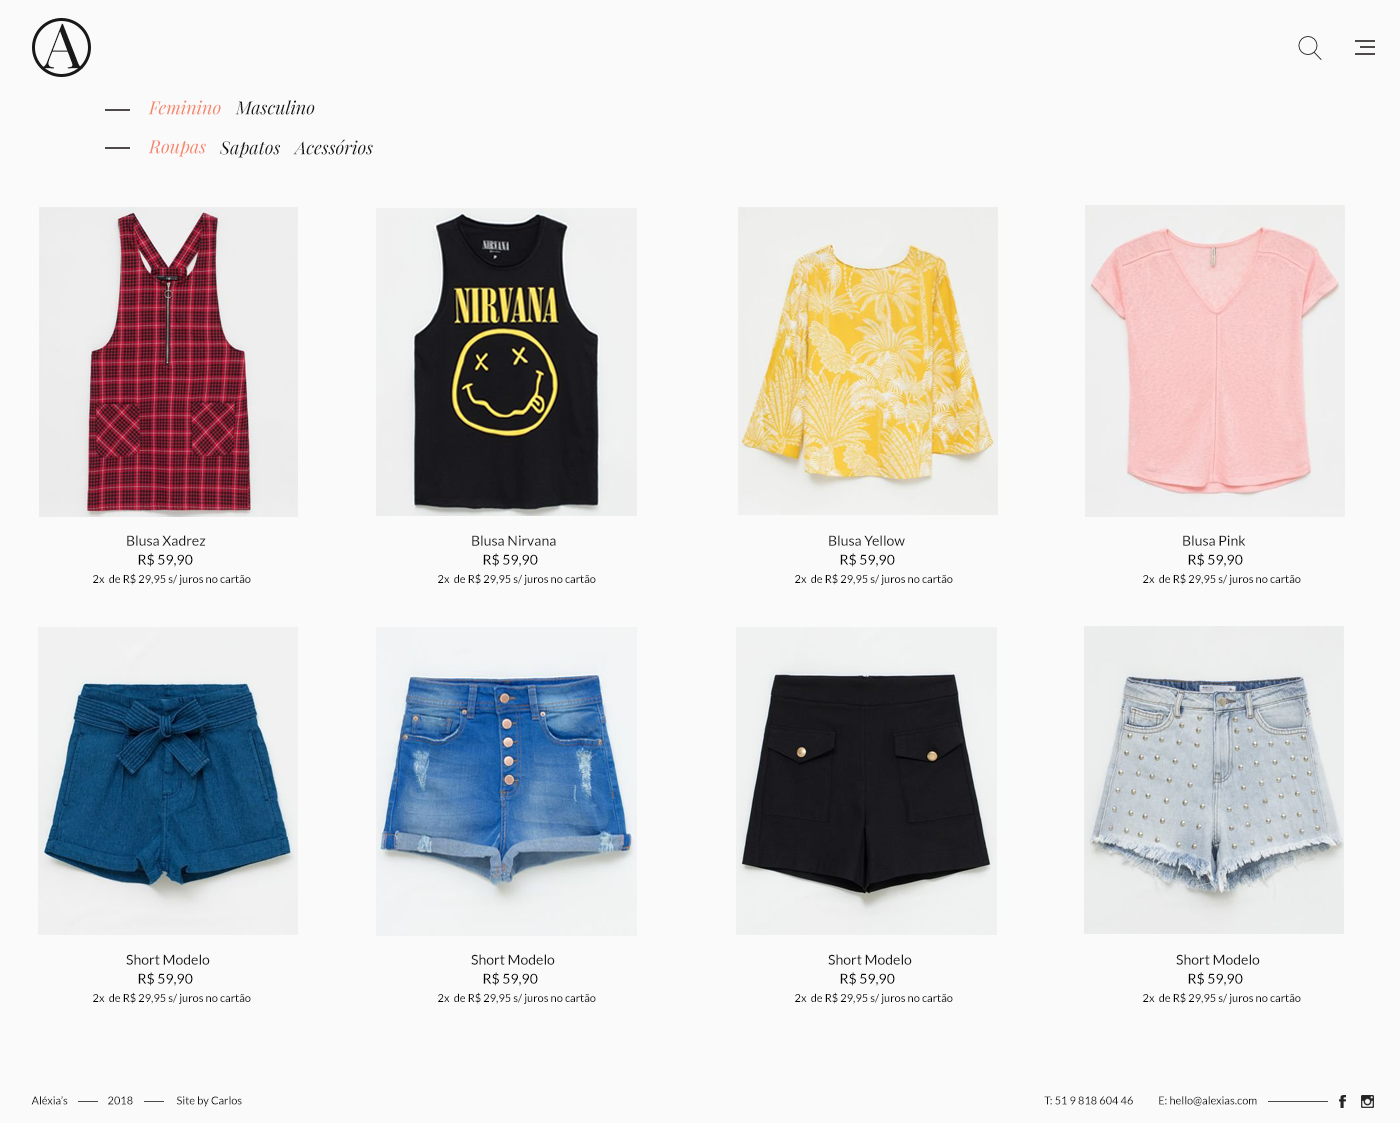 A
Feminino Masculino
Roupas Sapatos Acessórios
NIRVANA
P
NIRVANA
Blusa Xadrez
R$ 59,90
2x de R$ 29,95 s/ juros no cartão
Blusa Nirvana
R$ 59,90
2x de R$ 29,95 s/ juros no cartão
Blusa Yellow
R$ 59,90
2x de R$ 29,95 s/ juros no cartão
Blusa Pink
R$ 59,90
2x de R$ 29,95 s/ juros no cartão
Short Modelo
R$ 59,90
2x de R$ 29,95 s/ juros no cartão
Short Modelo
R$ 59,90
2x de R$ 29,95 s/ juros no cartão
Short Modelo
R$ 59,90
2x de R$ 29,95 s/ juros no cartão
Short Modelo
R$ 59,90
2x de R$ 29,95 s/ juros no cartão
Aléxia's — 2018 — Site by Carlos
T: 51 9 818 604 46 E: hello@alexias.com